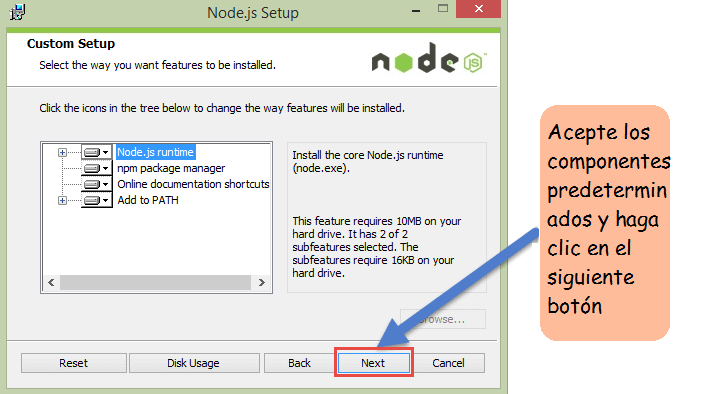 Node.js Setup
Custom Setup
Select the way you want features to be installed.
node
JS
Click the icons in the tree below to change the way features will be installed.
Node.js runtime
npm package manager
Online documentation shortcuts
Add to PATH
Install the core Node.js runtime
(node.exe).
This feature requires 10MB on your
hard drive. It has 2 of 2
subfeatures selected. The
subfeatures require 16KB on your
hard drive.
Browse...
Reset
Disk Usage
Back
Next
Cancel
Acepte los
componentes
predetermin
ados y haga
clic en el
siguiente
botón